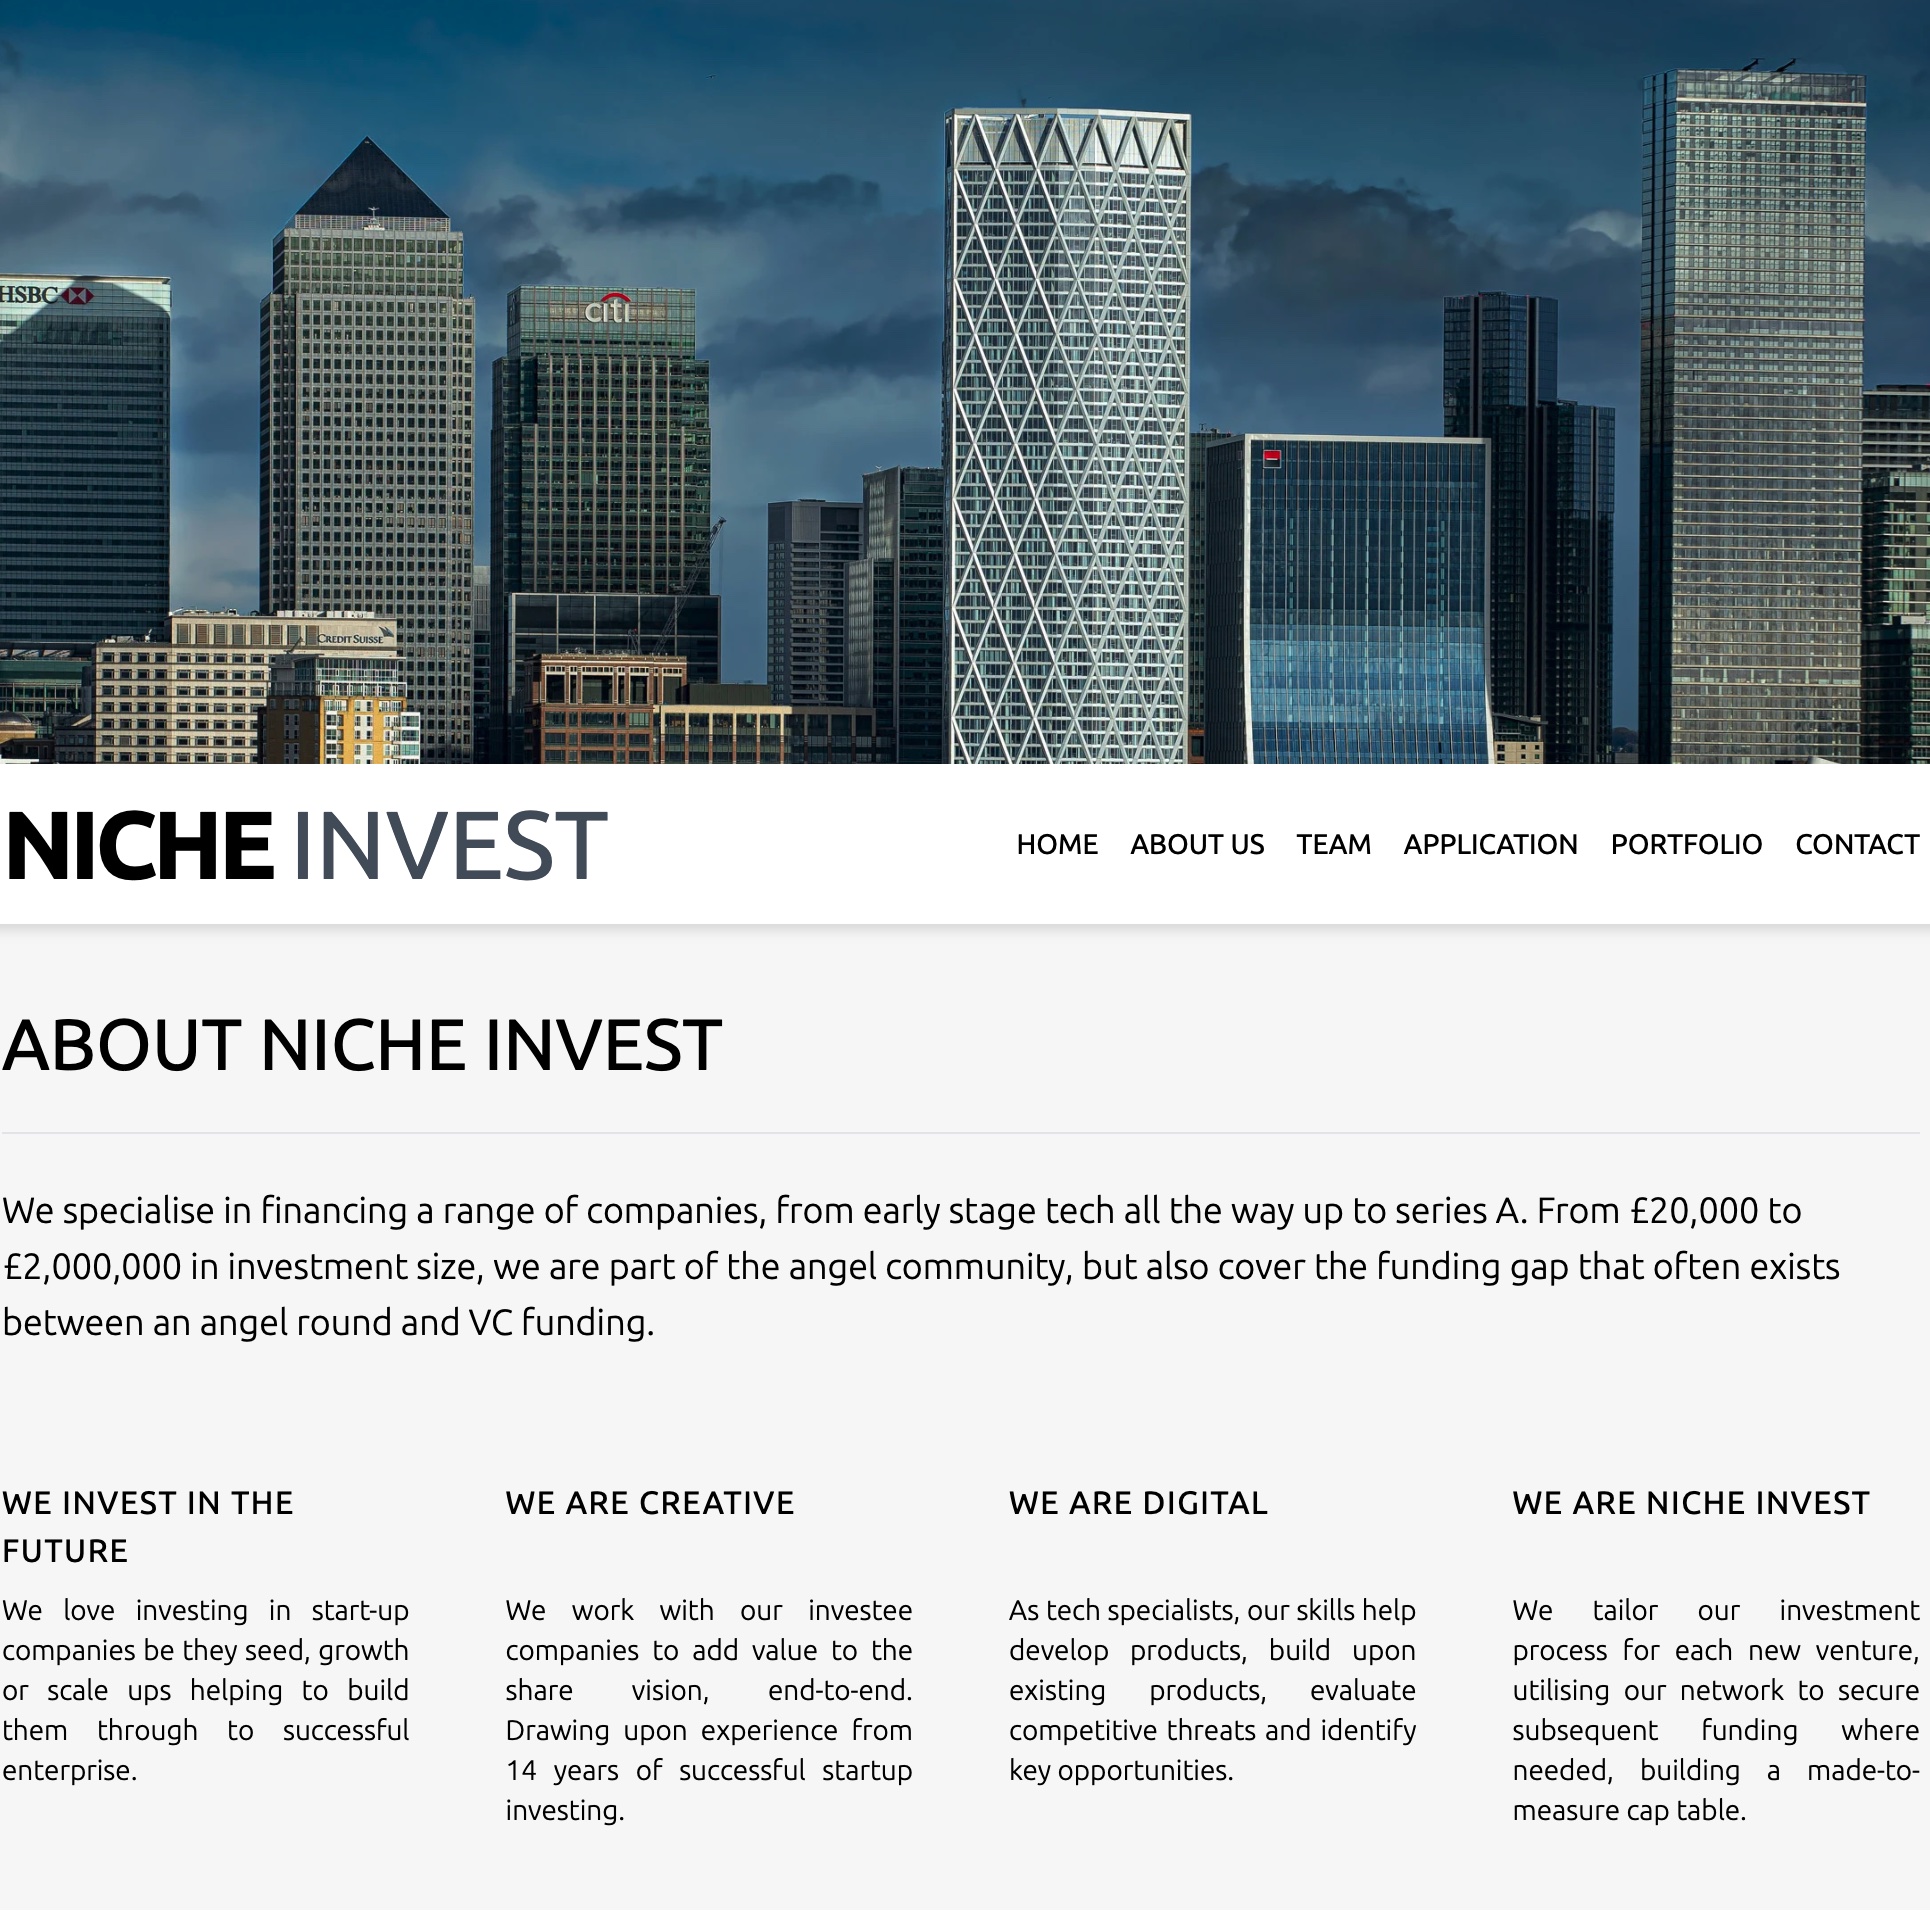 HSBC
citi
CREDIT SUISSE
NICHE INVEST
HOME ABOUT US TEAM APPLICATION PORTFOLIO CONTACT
ABOUT NICHE INVEST
We specialise in financing a range of companies, from early stage tech all the way up to series A. From £20,000 to
£2,000,000 in investment size, we are part of the angel community, but also cover the funding gap that often exists
between an angel round and VC funding.
WE INVEST IN THE
FUTURE
We love investing in start-up
companies be they seed, growth
or scale ups helping to build
them through to successful
enterprise.
WE ARE CREATIVE
We work with our investee
companies to add value to the
share vision, end-to-end.
Drawing upon experience from
14 years of successful startup
investing.
WE ARE DIGITAL
As tech specialists, our skills help
develop products, build upon
existing products, evaluate
competitive threats and identify
key opportunities.
WE ARE NICHE INVEST
We tailor our investment
process for each new venture,
utilising our network to secure
subsequent funding where
needed, building a made-to-
measure cap table.